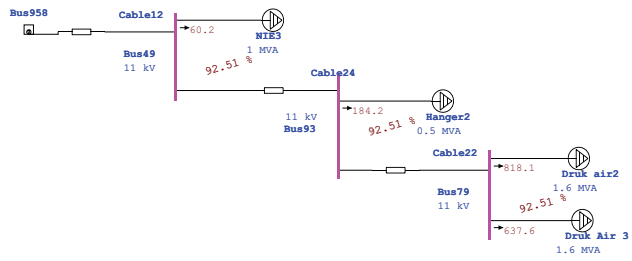 Bus958
Cable12
60.2
NIE3
1 MVA
Bus49
11 kV
92.51 %
Cable24
184.2
11 kV
Bus93
92.51 %
Hanger2
0.5 MVA
Cable22
818.1
Druk air2
1.6 MVA
Bus79
11 kV
92.51 %
637.6
Druk Air 3
1.6 MVA